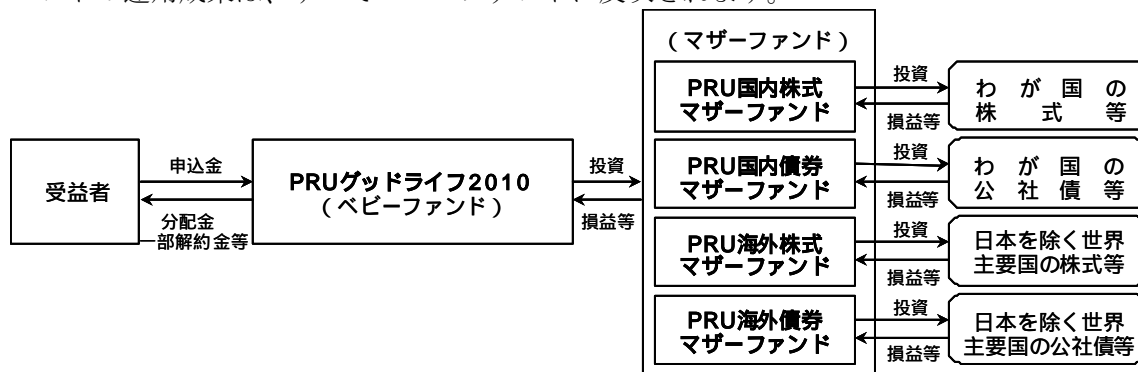 (マザーファンド)
PRU国内株式
マザーファンド
投資
損益等
わが国の
株式等
受益者
申込金
分配金
一部解約金等
PRUグッドライフ2010
(ベビーファンド)
投資
損益等
PRU国内債券
マザーファンド
投資
損益等
わが国の
公社債等
PRU海外株式
マザーファンド
投資
損益等
日本を除く世界
主要国の株式等
PRU海外債券
マザーファンド
投資
損益等
日本を除く世界
主要国の公社債等